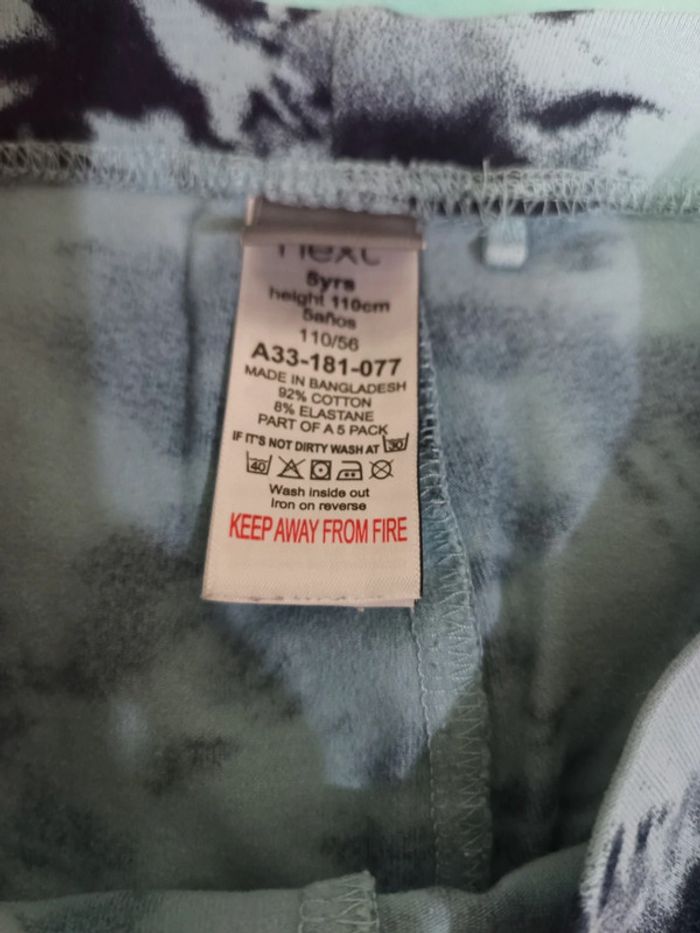 next
5yrs
height 110cm
5años
110/56
A33-181-077
MADE IN BANGLADESH
92% COTTON
8% ELASTANE
PART OF A 5 PACK
IF IT'S NOT DIRTY WASH AT 30
40
Wash inside out
Iron on reverse
KEEP AWAY FROM FIRE